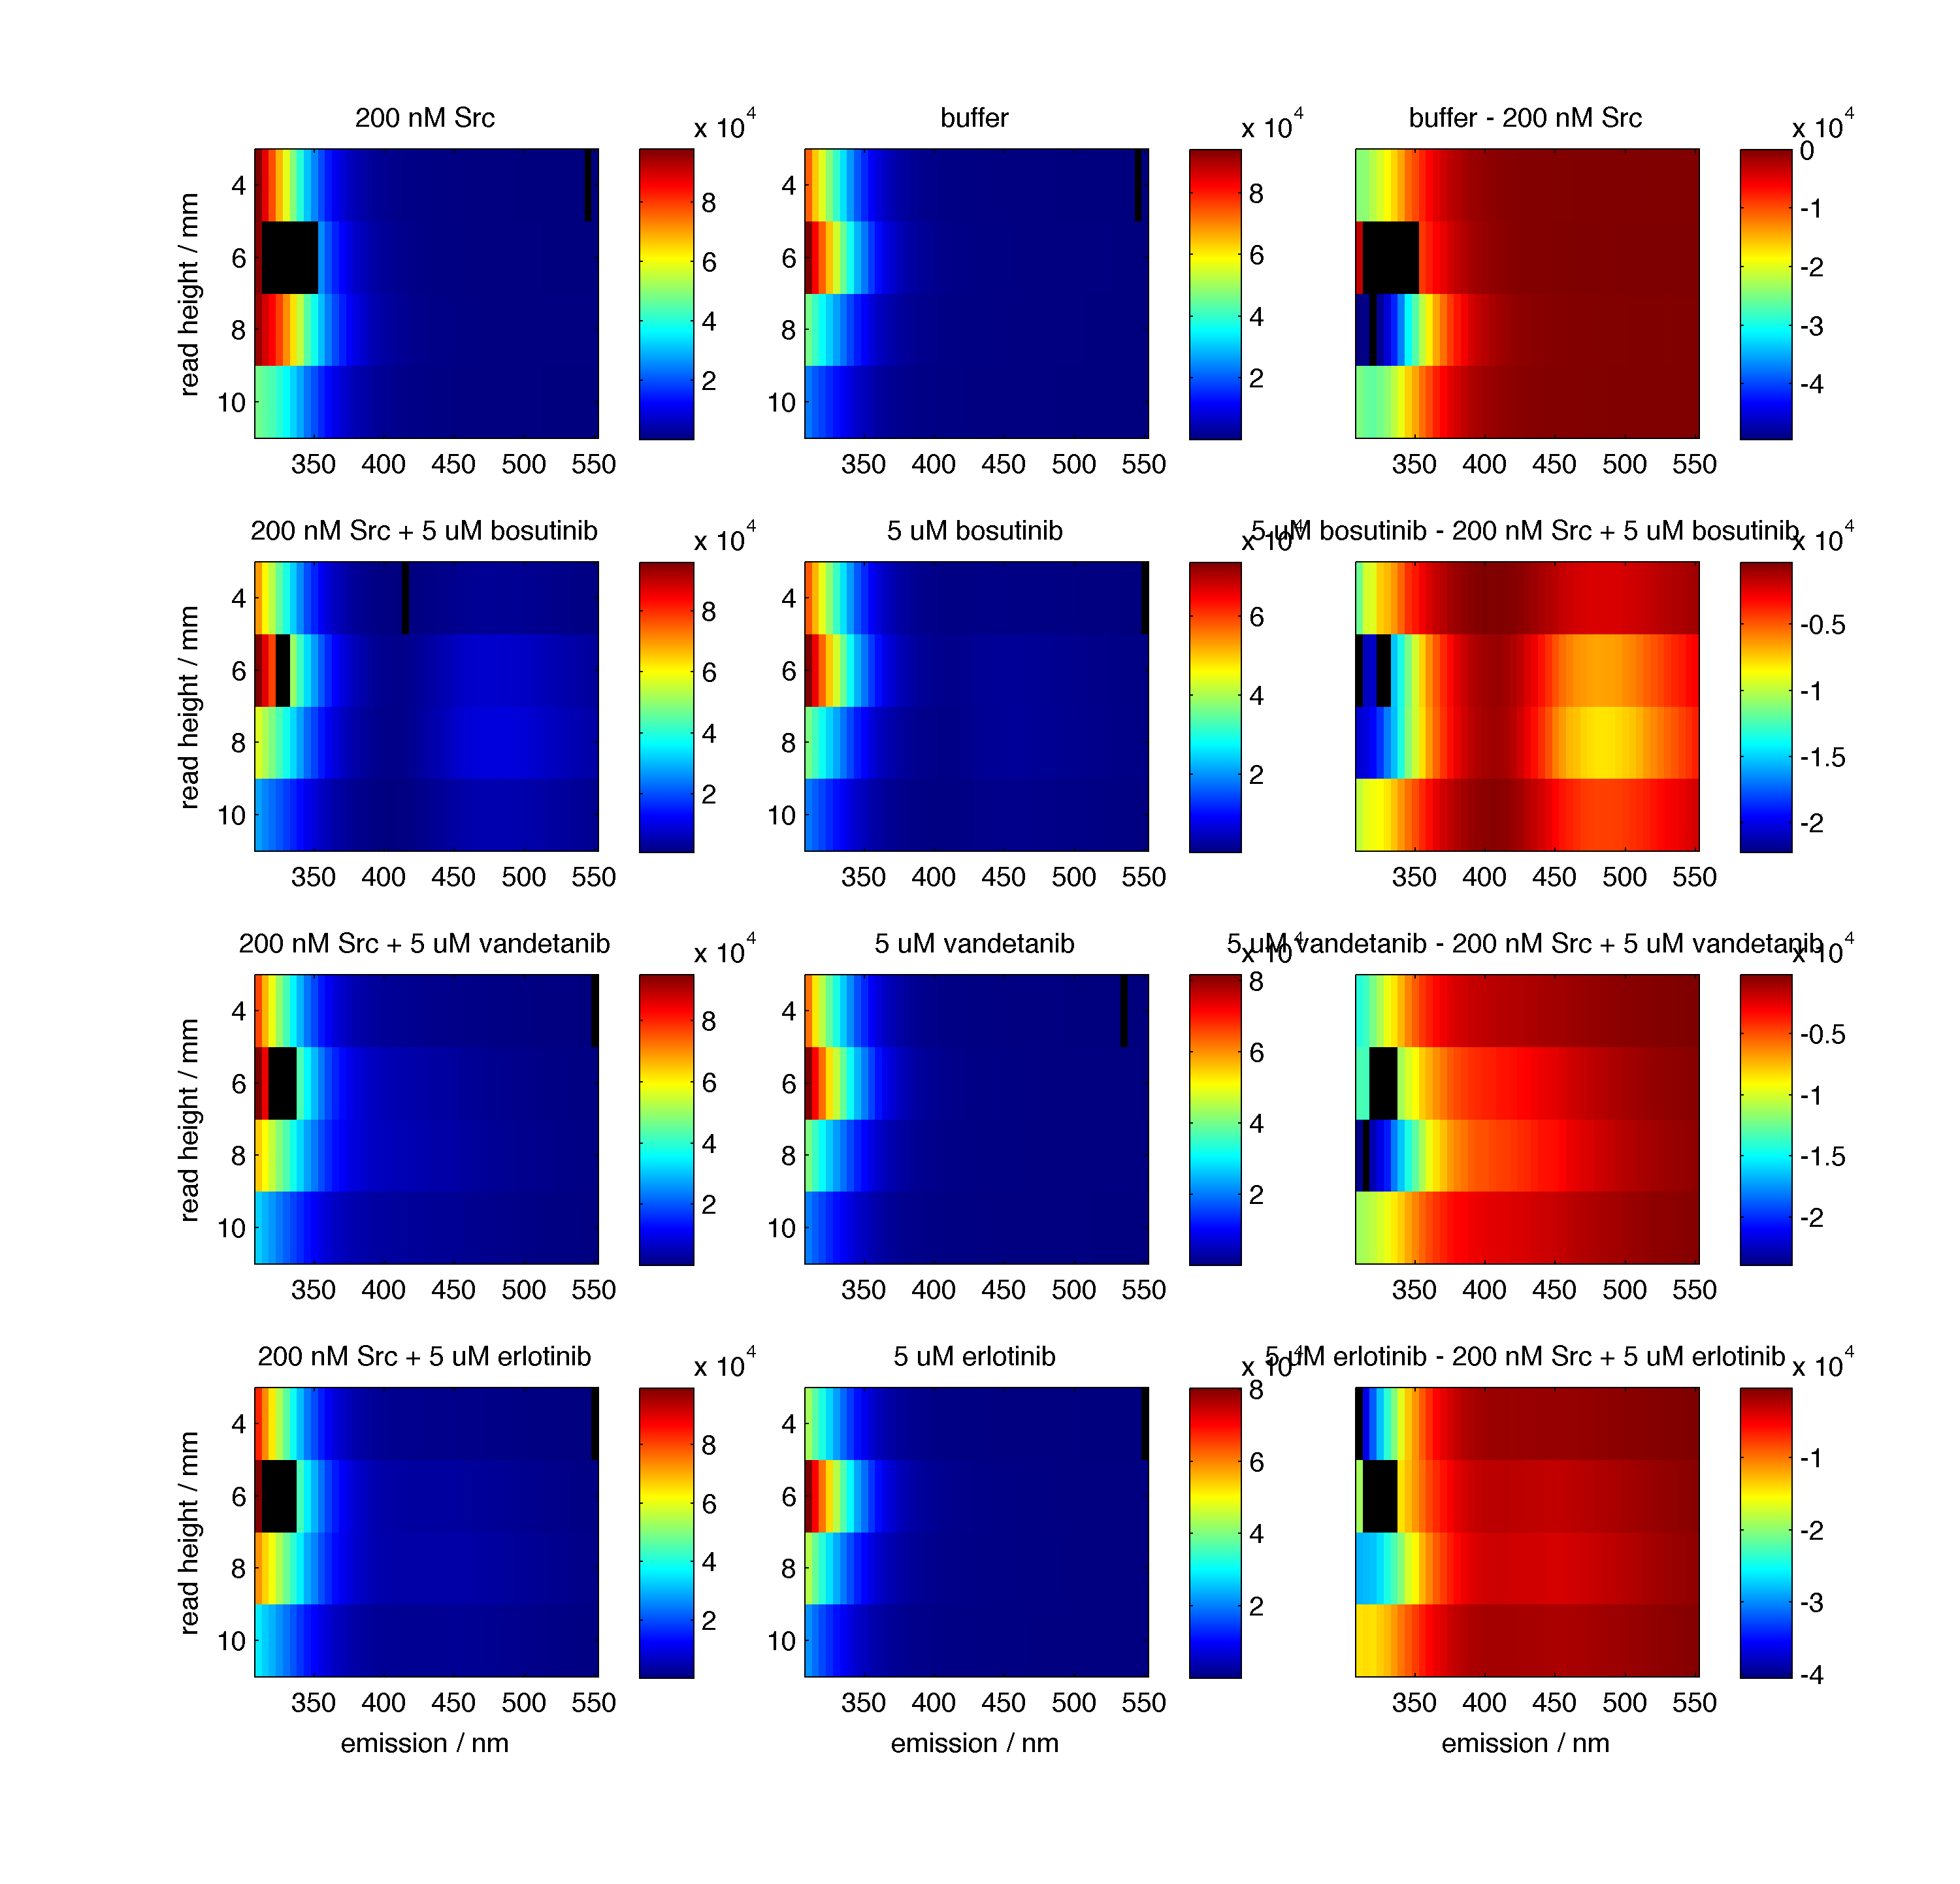 200 nM Src
x 10^4
buffer
x 10^4
buffer - 200 nM Src
x 10^4
read height / mm
4
6
8
10
350 400 450 500 550
8
6
4
2
4
6
8
10
350 400 450 500 550
8
6
4
2
350 400 450 500 550
0
-1
-2
-3
-4
200 nM Src + 5 uM bosutinib
x 10^4
5 uM bosutinib
x 10^4
5 uM bosutinib - 200 nM Src + 5 uM bosutinib
x 10^4
read height / mm
4
6
8
10
350 400 450 500 550
8
6
4
2
4
6
8
10
350 400 450 500 550
6
4
2
350 400 450 500 550
-0.5
-1
-1.5
-2
200 nM Src + 5 uM vandetanib
x 10^4
5 uM vandetanib
x 10^4
5 uM vandetanib - 200 nM Src + 5 uM vandetanib
x 10^4
read height / mm
4
6
8
10
350 400 450 500 550
8
6
4
2
4
6
8
10
350 400 450 500 550
8
6
4
2
350 400 450 500 550
-0.5
-1
-1.5
-2
200 nM Src + 5 uM erlotinib
x 10^4
5 uM erlotinib
x 10^4
5 uM erlotinib - 200 nM Src + 5 uM erlotinib
x 10^4
read height / mm
4
6
8
10
350 400 450 500 550
emission / nm
8
6
4
2
4
6
8
10
350 400 450 500 550
emission / nm
8
6
4
2
350 400 450 500 550
emission / nm
-1
-2
-3
-4